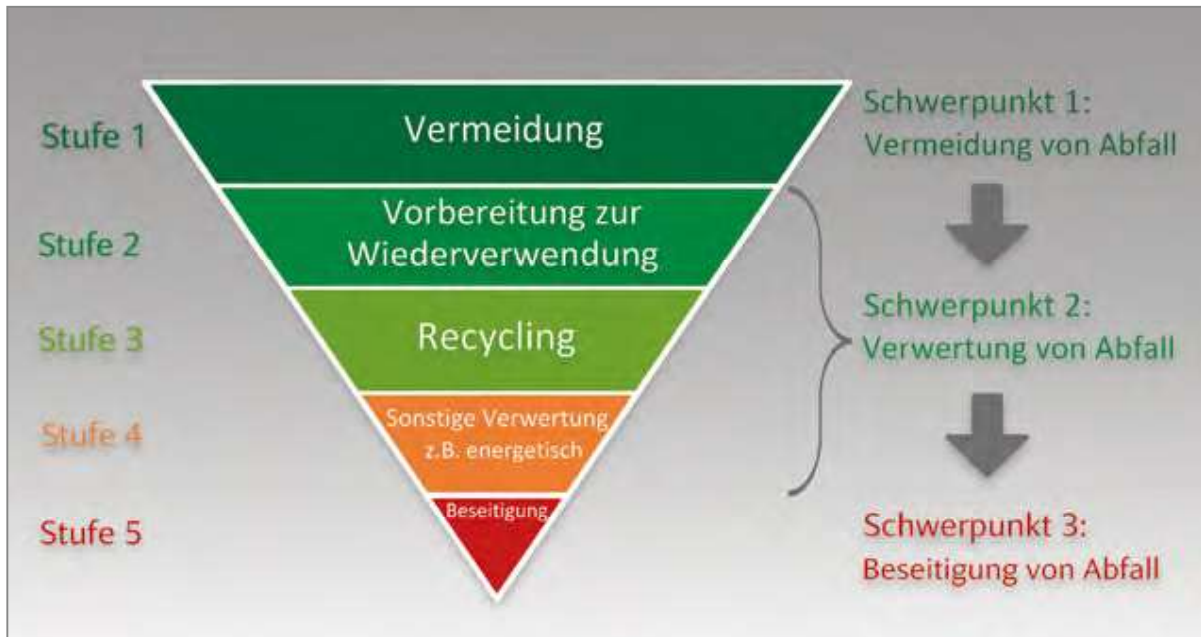 Stufe 1
Vermeidung
Schwerpunkt 1:
Vermeidung von Abfall
Stufe 2
Vorbereitung zur
Wiederverwendung
Stufe 3
Recycling
Schwerpunkt 2:
Verwertung von Abfall
Stufe 4
Sonstige Verwertung
z.B. energetisch
Stufe 5
Beseitigung
Schwerpunkt 3:
Beseitigung von Abfall